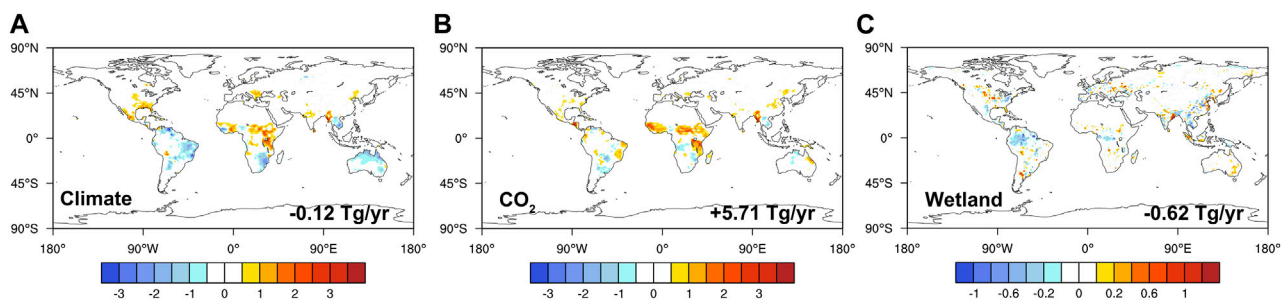 A
90°N
45°N
0°
45°S
90°S
Climate
-0.12 Tg/yr
180° 90°W 0° 90°E 180°
-3 -2 -1 0 1 2 3
B
90°N
45°N
0°
45°S
90°S
CO₂
+5.71 Tg/yr
180° 90°W 0° 90°E 180°
-3 -2 -1 0 1 2 3
C
90°N
45°N
0°
45°S
90°S
Wetland
-0.62 Tg/yr
180° 90°W 0° 90°E 180°
-1 -0.6 -0.2 0 0.2 0.6 1